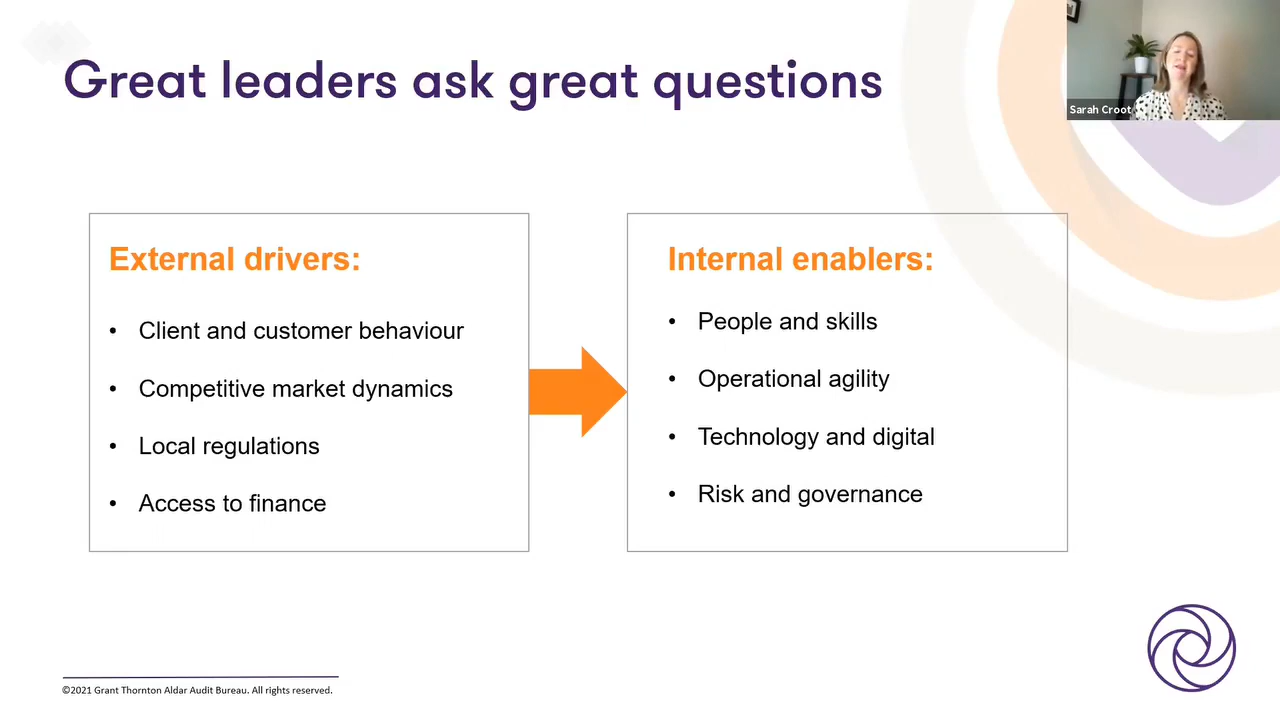 Great leaders ask great questions
Sarah Croot
External drivers:
• Client and customer behaviour
• Competitive market dynamics
• Local regulations
• Access to finance
Internal enablers:
• People and skills
• Operational agility
• Technology and digital
• Risk and governance
©2021 Grant Thornton Aldar Audit Bureau. All rights reserved.